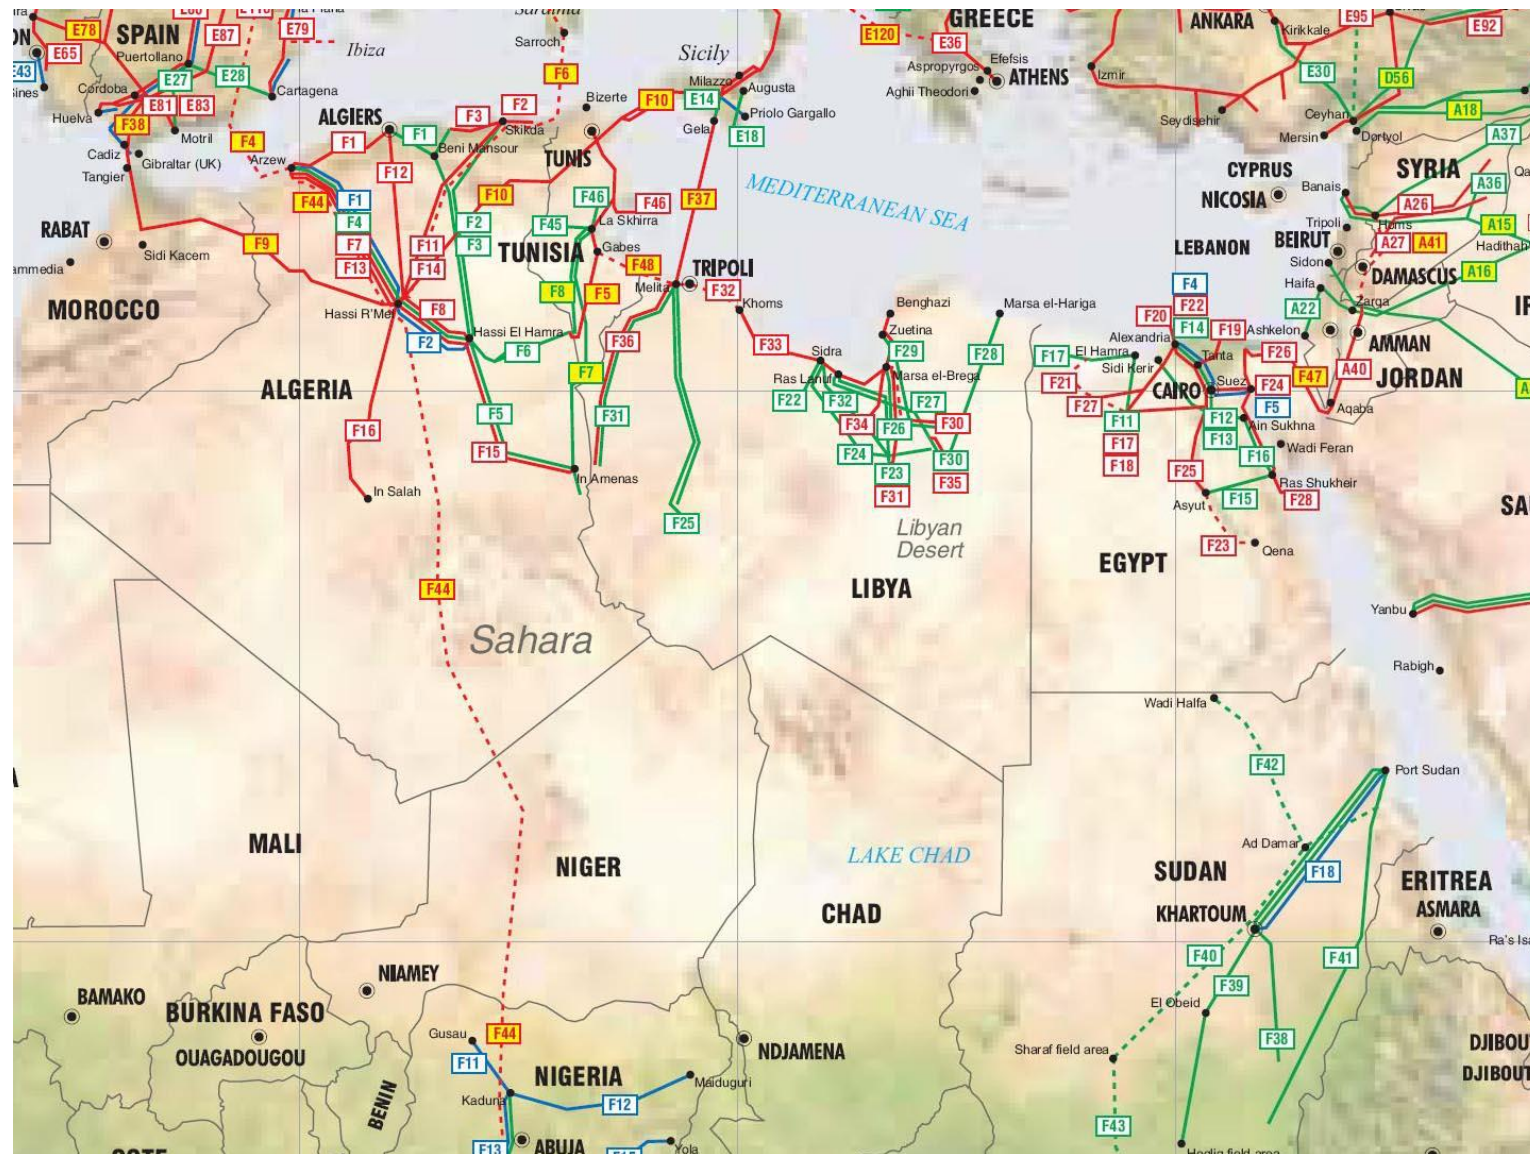 E78
SPAIN
E87
E79
Ibiza
Sardinia
Sarroch
Sicily
E120
E36
GREECE
ANKARA
Kirikkale
Ceyhan
E95
E92
E65
Puertollano
E27
E28
F6
Milazzo
Augusta
Aspropyrgos
Efefsis
ATHENS
Izmir
E30
D56
E43
Cordoba
E81
E83
Cartagena
Bizerte
F10
E14
Aghii Theodori
A18
Huelva
F38
Motril
ALGIERS
F3
F2
Skikda
Priolo Gargallo
Gela
E18
Seydisehir
Mersin
Dortyol
A37
Cadiz
Gibraltar (UK)
Tangier
F4
Arzew
F1
F1
Beni Mansour
TUNIS
CYPRUS
NICOSIA
Banais
SYRIA
A36
F12
F10
F44
F1
F4
F7
F13
F46
F46
F37
MEDITERRANEAN SEA
A26
Tripoli
Homs
A15
RABAT
Sidi Kacem
F9
F2
F3
F11
F14
F45
La Skhirra
TUNISIA
Gabes
F48
LEBANON
BEIRUT
A27
A41
Hadithah
Sidon
DAMASCUS
A16
MOROCCO
F8
F5
Melita
TRIPOLI
F32
Khoms
Benghazi
Marsa el-Hariga
F4
F22
Haifa
A22
Zarqa
Hassi R'Mel
F8
F2
Hassi El Hamra
F6
F36
F33
Zuetina
F29
F28
F20
F14
F19
Alexandria
Ashkelon
AMMAN
Sidra
F17
El Hamra
Sidi Kerir
Tanta
F26
ALGERIA
F7
Ras Lanuf
Marsa el-Brega
F21
CAIRO
Suez
F24
F47
A40
JORDAN
F22
F32
F27
F27
F5
Aqaba
F5
F31
F34
F26
F30
F11
F12
F13
Ain Sukhna
F16
F15
F24
F23
F30
F17
F18
F16
Wadi Feran
In Salah
In Amenas
F31
F35
F25
Ras Shukheir
F28
Asyut
F15
F25
Libyan
Desert
F23
Qena
F44
LIBYA
EGYPT
Yanbu
Sahara
Rabigh
Wadi Halfa
F42
Port Sudan
MALI
NIGER
LAKE CHAD
Ad Damar
SUDAN
F18
ERITREA
CHAD
KHARTOUM
ASMARA
F40
F41
F39
NIAMEY
BAMAKO
BURKINA FASO
El Obeid
OUAGADOUGOU
Gusau
F44
F38
F11
NDJAMENA
Sharaf field area
NIGERIA
Maiduguri
BENIN
Kaduna
F12
F43
F13
ABUJA
Yola
Heglig field area